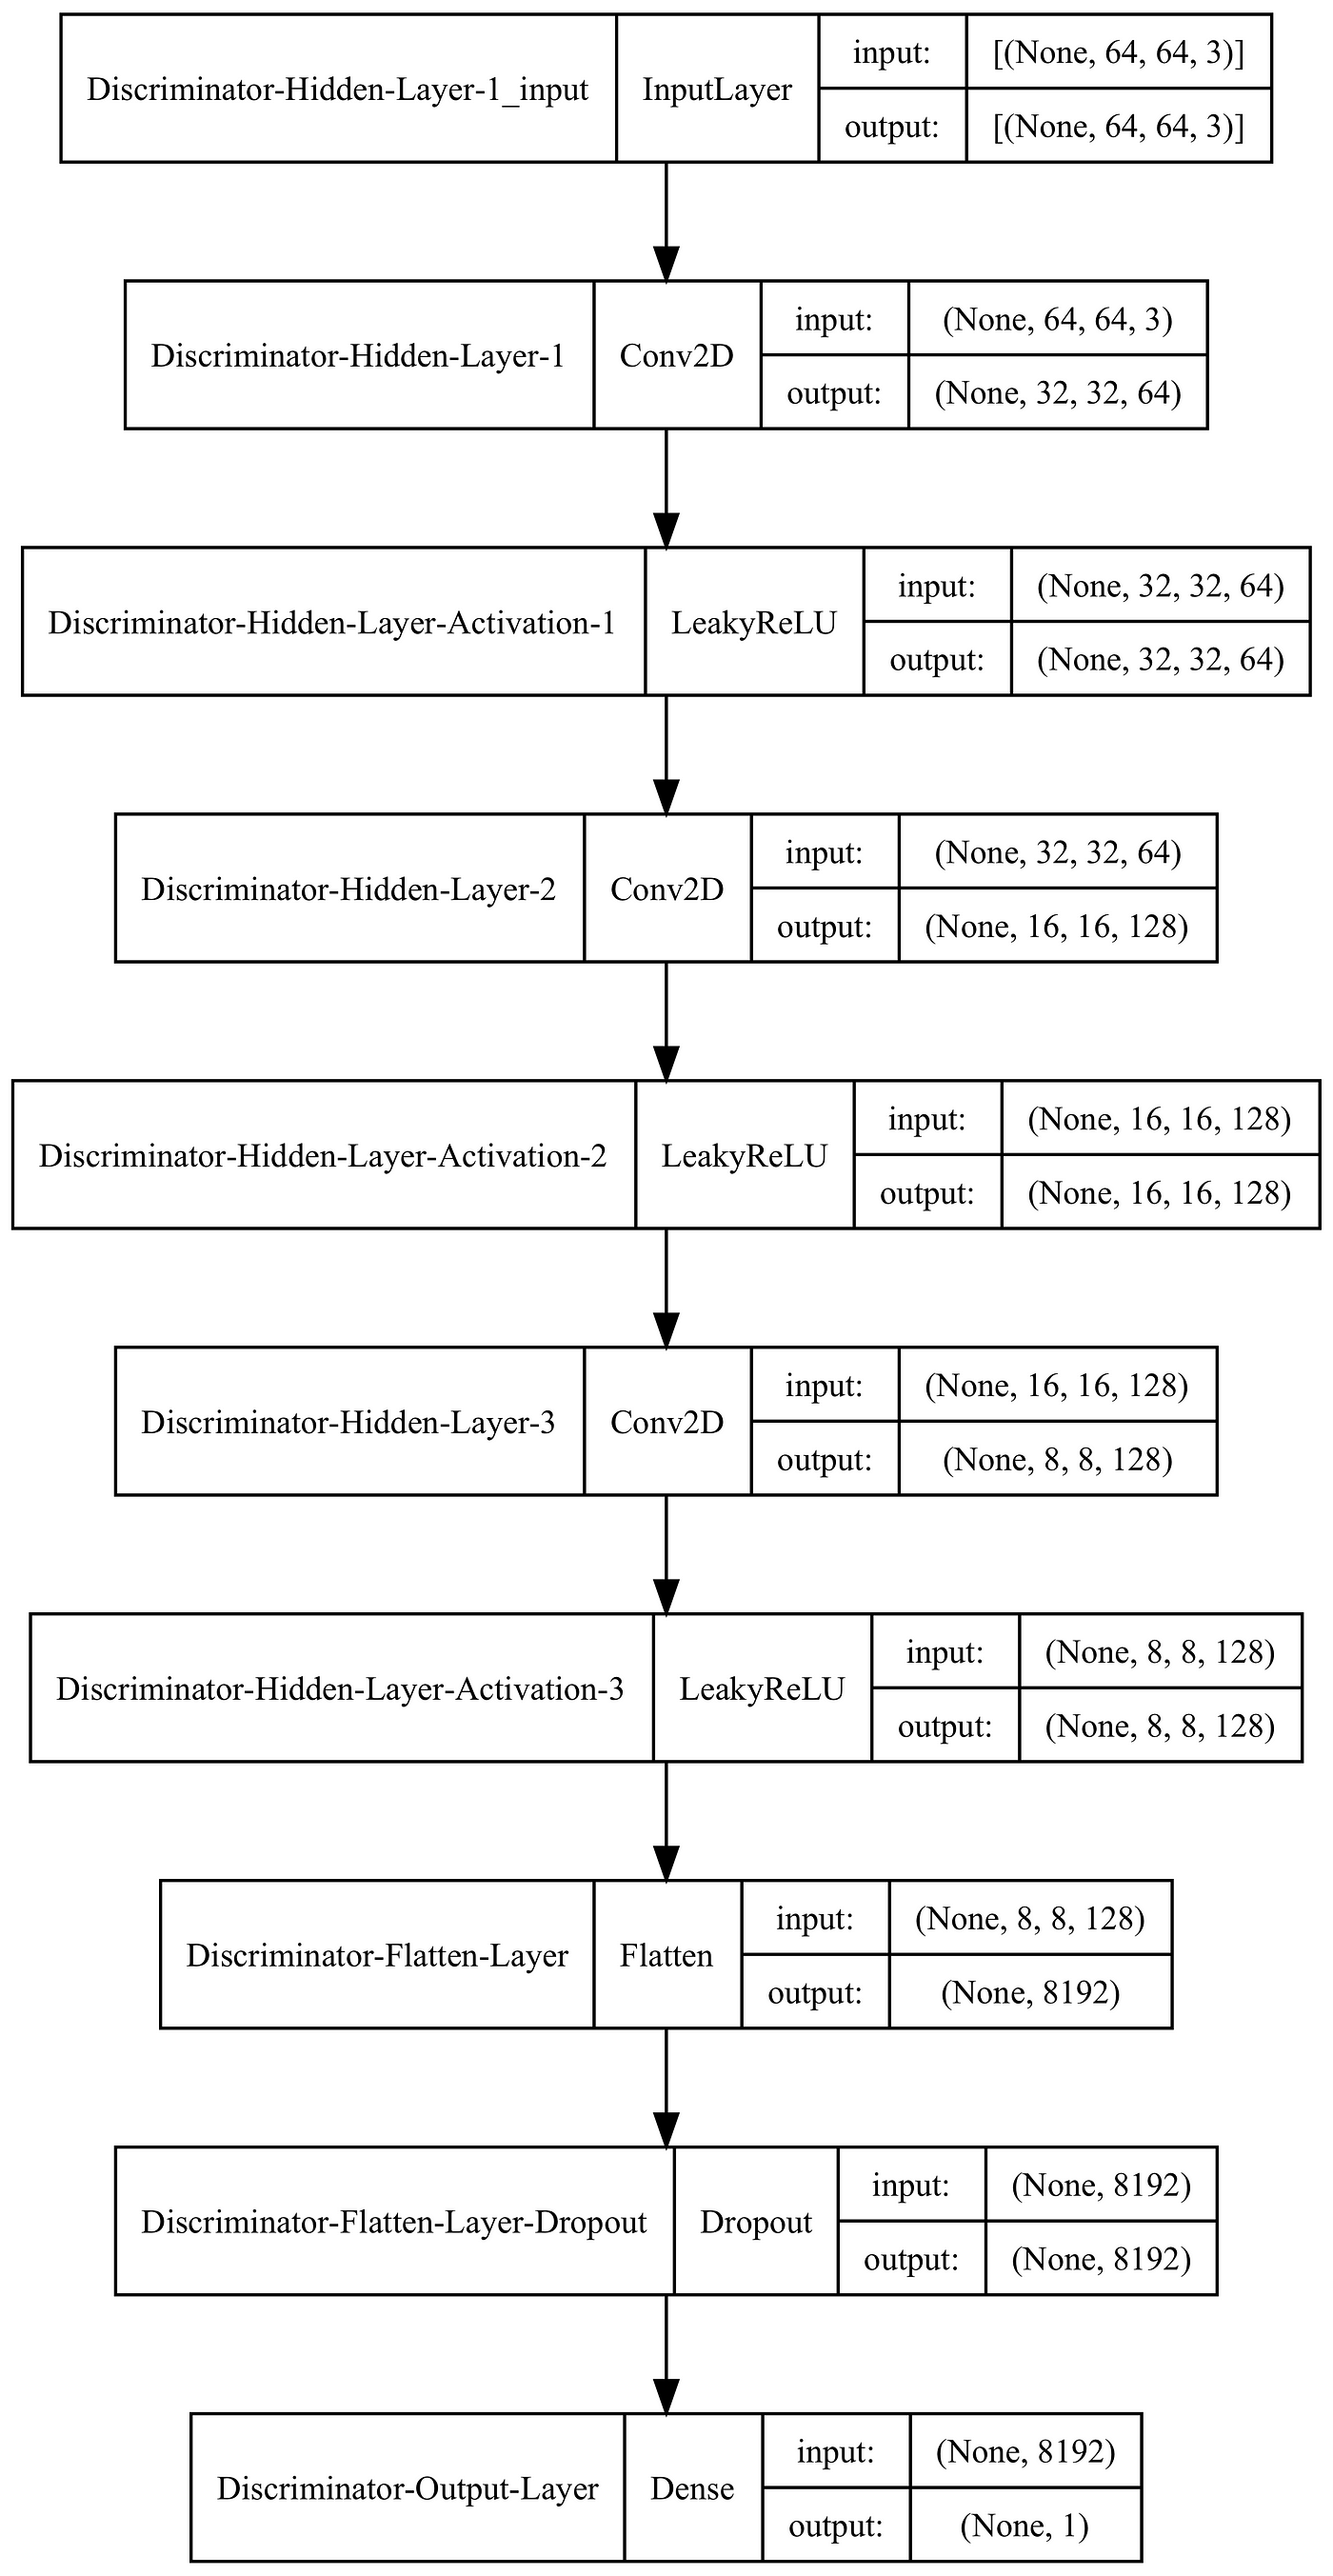 Discriminator-Hidden-Layer-1_input InputLayer input: [(None, 64, 64, 3)]
output: [(None, 64, 64, 3)]
Discriminator-Hidden-Layer-1 Conv2D input: (None, 64, 64, 3)
output: (None, 32, 32, 64)
Discriminator-Hidden-Layer-Activation-1 LeakyReLU input: (None, 32, 32, 64)
output: (None, 32, 32, 64)
Discriminator-Hidden-Layer-2 Conv2D input: (None, 32, 32, 64)
output: (None, 16, 16, 128)
Discriminator-Hidden-Layer-Activation-2 LeakyReLU input: (None, 16, 16, 128)
output: (None, 16, 16, 128)
Discriminator-Hidden-Layer-3 Conv2D input: (None, 16, 16, 128)
output: (None, 8, 8, 128)
Discriminator-Hidden-Layer-Activation-3 LeakyReLU input: (None, 8, 8, 128)
output: (None, 8, 8, 128)
Discriminator-Flatten-Layer Flatten input: (None, 8, 8, 128)
output: (None, 8192)
Discriminator-Flatten-Layer-Dropout Dropout input: (None, 8192)
output: (None, 8192)
Discriminator-Output-Layer Dense input: (None, 8192)
output: (None, 1)